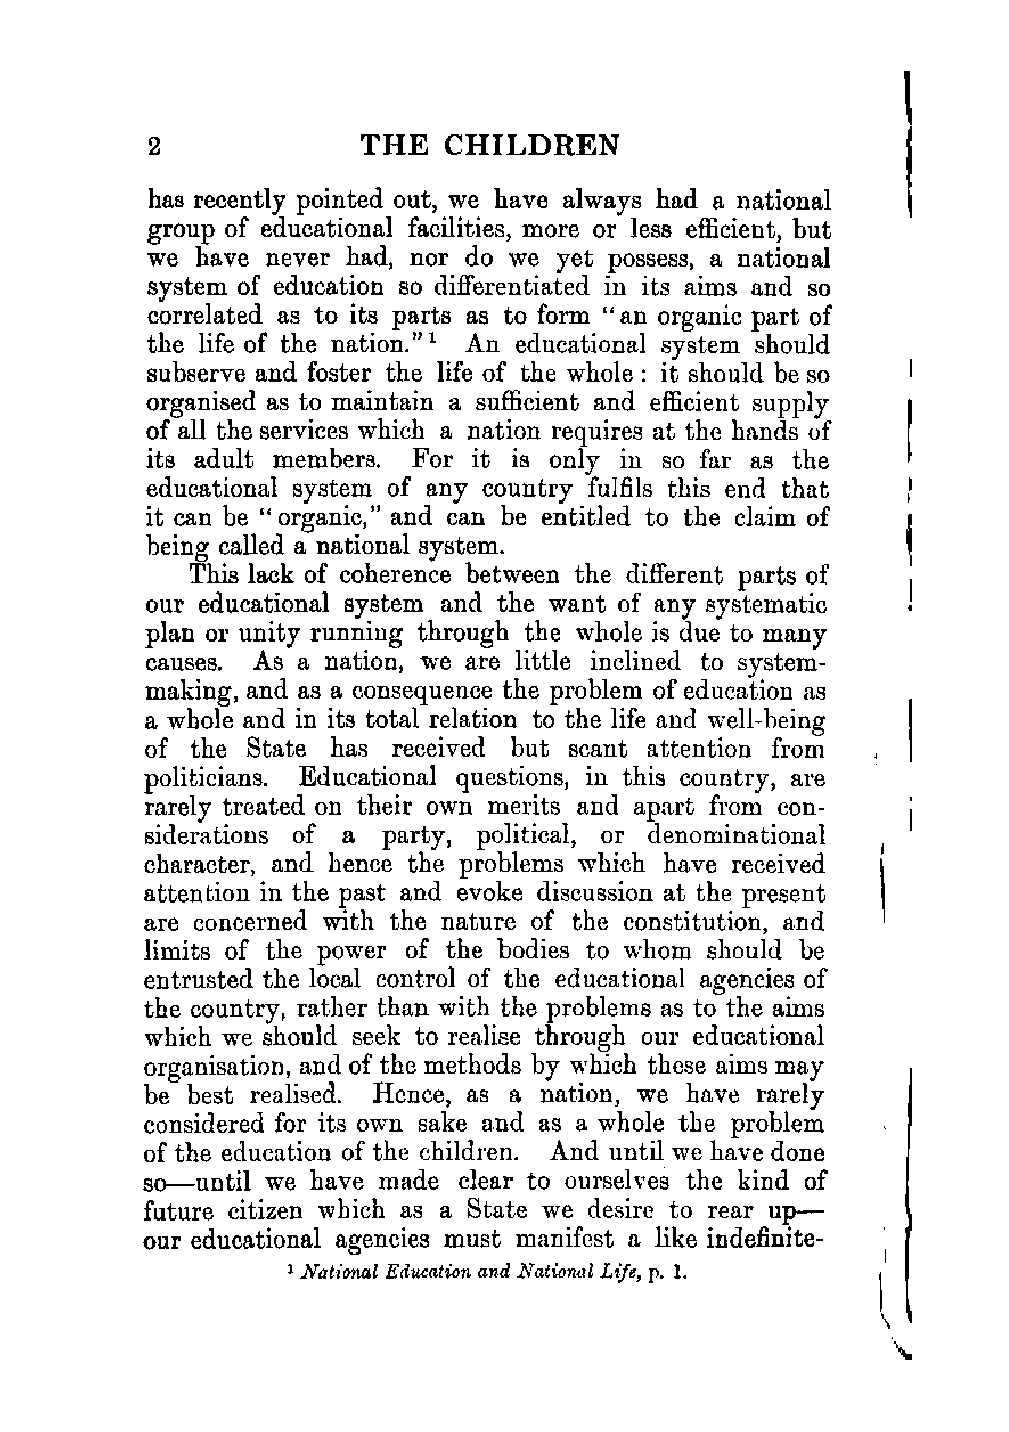 2 THE CHILDREN
has recently pointed out, we have always had a national
group of educational facilities, more or less efficient, but
we have never had, nor do we yet possess, a national
system of education so differentiated in its aims and so
correlated as to its parts as to form “an organic part of
the life of the nation.” ¹ An educational system should
subserve and foster the life of the whole : it should be so
organised as to maintain a sufficient and efficient supply
of all the services which a nation requires at the hands of
its adult members. For it is only in so far as the
educational system of any country fulfils this end that
it can be “organic,” and can be entitled to the claim of
being called a national system.
This lack of coherence between the different parts of
our educational system and the want of any systematic
plan or unity running through the whole is due to many
causes. As a nation, we are little inclined to system-
making, and as a consequence the problem of education as
a whole and in its total relation to the life and well-being
of the State has received but scant attention from
politicians. Educational questions, in this country, are
rarely treated on their own merits and apart from con-
siderations of a party, political, or denominational
character, and hence the problems which have received
attention in the past and evoke discussion at the present
are concerned with the nature of the constitution, and
limits of the power of the bodies to whom should be
entrusted the local control of the educational agencies of
the country, rather than with the problems as to the aims
which we should seek to realise through our educational
organisation, and of the methods by which these aims may
be best realised. Hence, as a nation, we have rarely
considered for its own sake and as a whole the problem
of the education of the children. And until we have done
so—until we have made clear to ourselves the kind of
future citizen which as a State we desire to rear up—
our educational agencies must manifest a like indefinite-
¹ National Education and National Life, p. 1.